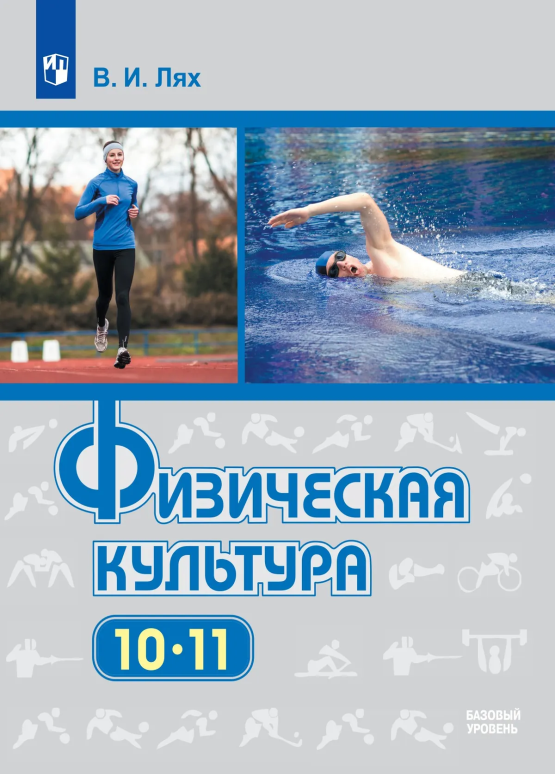 В. И. Лях
ФИЗИЧЕСКАЯ
КУЛЬТУРА
10•11
БАЗОВЫЙ
УРОВЕНЬ